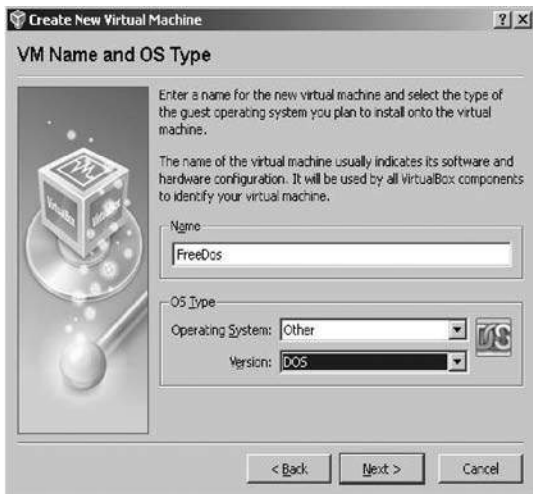 Create New Virtual Machine
VM Name and OS Type
Enter a name for the new virtual machine and select the type of
the guest operating system you plan to install onto the virtual
machine.
The name of the virtual machine usually indicates its software and
hardware configuration. It will be used by all VirtualBox components
to identify your virtual machine.
Name
FreeDos
OS Type
Operating System: Other
Version: DOS
< Back Next > Cancel